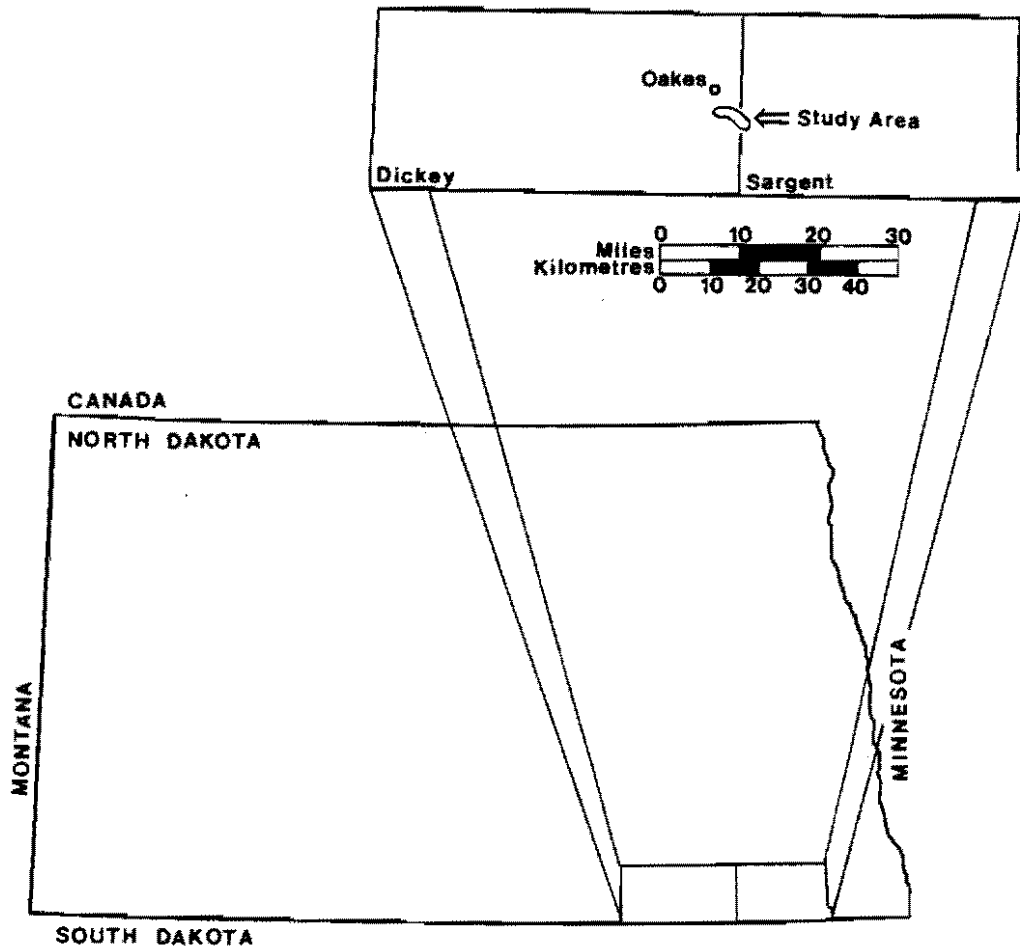 Oakes
Study Area
Dickey
Sargent
0 10 20 30
Miles
Kilometres
0 10 20 30 40
CANADA
NORTH DAKOTA
MONTANA
MINNESOTA
SOUTH DAKOTA